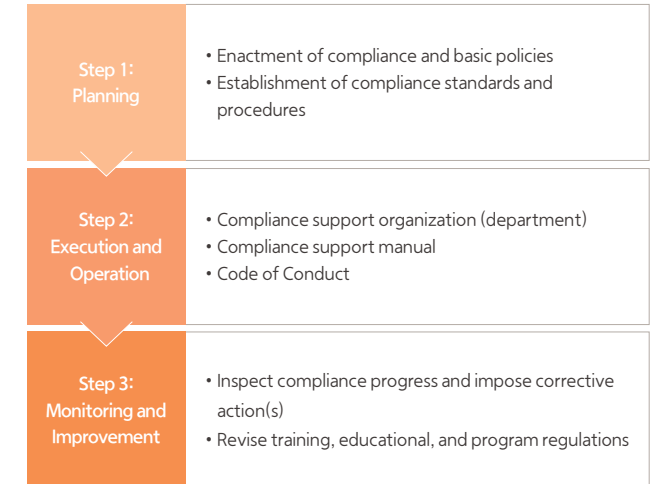 Step 1:
Planning
• Enactment of compliance and basic policies
• Establishment of compliance standards and
procedures
Step 2:
Execution and
Operation
• Compliance support organization (department)
• Compliance support manual
• Code of Conduct
Step 3:
Monitoring and
Improvement
• Inspect compliance progress and impose corrective
action(s)
• Revise training, educational, and program regulations